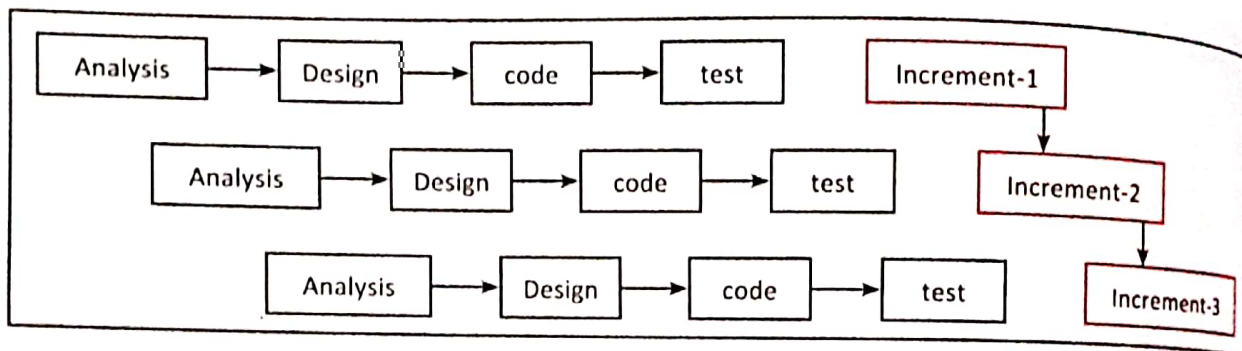 Analysis Design code test Increment-1
Analysis Design code test Increment-2
Analysis Design code test Increment-3